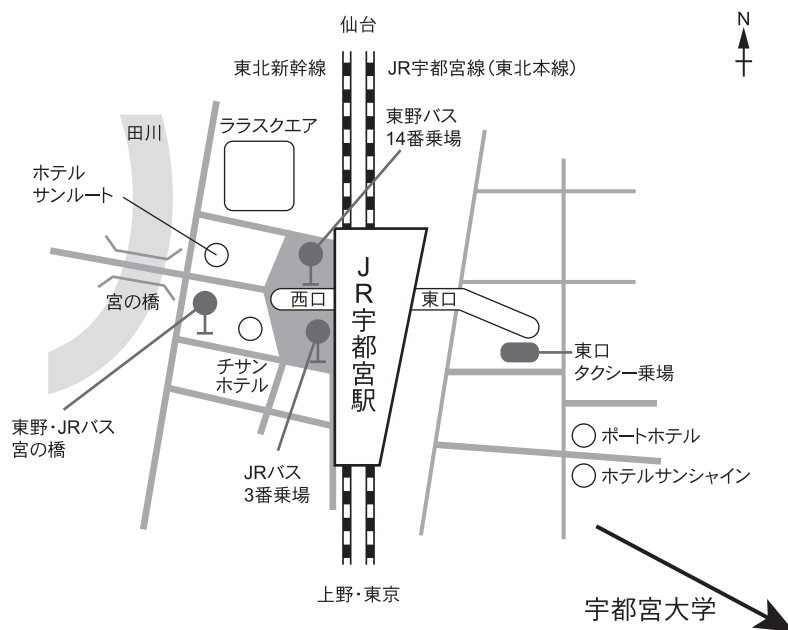 仙台
N
東北新幹線
JR宇都宮線（東北本線）
東野バス
14番乗場
ララスクエア
田川
ホテル
サンルート
JR宇都宮駅
西口
東口
宮の橋
東口
タクシー乗場
チサン
ホテル
東野・JRバス
宮の橋
ポートホテル
JRバス
3番乗場
ホテルサンシャイン
上野・東京
宇都宮大学